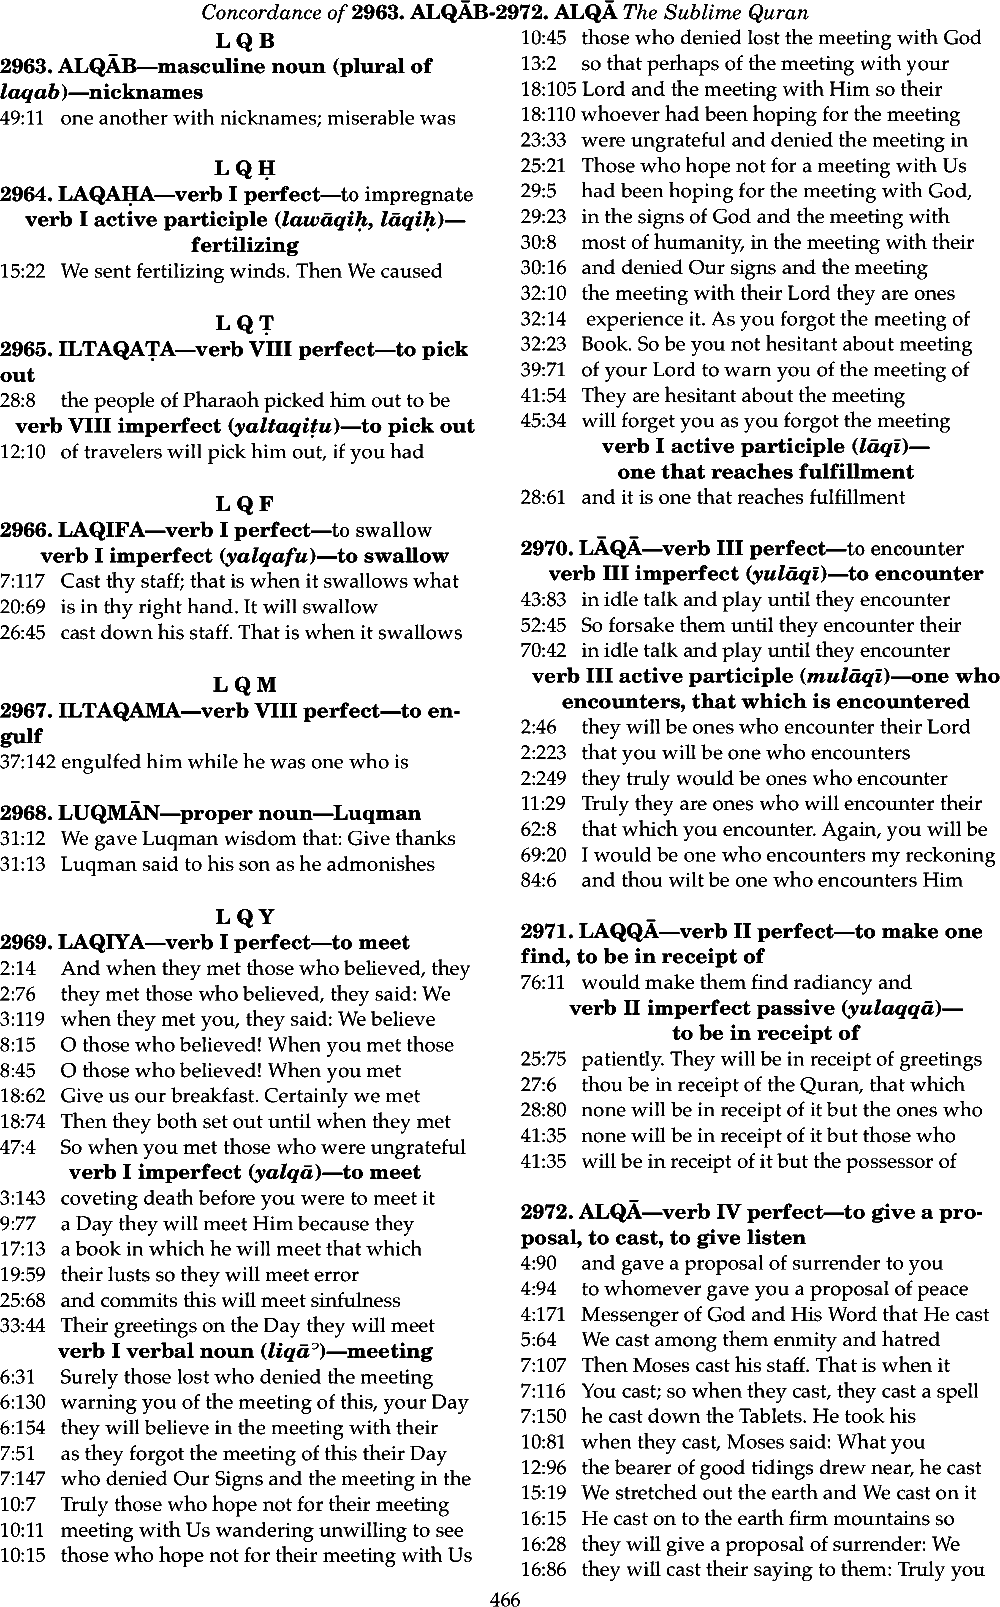 Concordance of 2963. ALQĀB-2972. ALQĀ The Sublime Quran
L Q B
2963. ALQĀB—masculine noun (plural of
laqab)—nicknames
49:11 one another with nicknames; miserable was
L Q Ḥ
2964. LAQAḤA—verb I perfect—to impregnate
verb I active participle (lawāqiḥ, lāqiḥ)—
fertilizing
15:22 We sent fertilizing winds. Then We caused
L Q Ṭ
2965. ILTAQAṬA—verb VIII perfect—to pick
out
28:8 the people of Pharaoh picked him out to be
verb VIII imperfect (yaltaqiṭu)—to pick out
12:10 of travelers will pick him out, if you had
L Q F
2966. LAQIFA—verb I perfect—to swallow
verb I imperfect (yalqafu)—to swallow
7:117 Cast thy staff; that is when it swallows what
20:69 is in thy right hand. It will swallow
26:45 cast down his staff. That is when it swallows
L Q M
2967. ILTAQAMA—verb VIII perfect—to en-
gulf
37:142 engulfed him while he was one who is
2968. LUQMĀN—proper noun—Luqman
31:12 We gave Luqman wisdom that: Give thanks
31:13 Luqman said to his son as he admonishes
L Q Y
2969. LAQIYA—verb I perfect—to meet
2:14 And when they met those who believed, they
2:76 they met those who believed, they said: We
3:119 when they met you, they said: We believe
8:15 O those who believed! When you met those
8:45 O those who believed! When you met
18:62 Give us our breakfast. Certainly we met
18:74 Then they both set out until when they met
47:4 So when you met those who were ungrateful
verb I imperfect (yalqā)—to meet
3:143 coveting death before you were to meet it
9:77 a Day they will meet Him because they
17:13 a book in which he will meet that which
19:59 their lusts so they will meet error
25:68 and commits this will meet sinfulness
33:44 Their greetings on the Day they will meet
verb I verbal noun (liqāʾ)—meeting
6:31 Surely those lost who denied the meeting
6:130 warning you of the meeting of this, your Day
6:154 they will believe in the meeting with their
7:51 as they forgot the meeting of this their Day
7:147 who denied Our Signs and the meeting in the
10:7 Truly those who hope not for their meeting
10:11 meeting with Us wandering unwilling to see
10:15 those who hope not for their meeting with Us
10:45 those who denied lost the meeting with God
13:2 so that perhaps of the meeting with your
18:105 Lord and the meeting with Him so their
18:110 whoever had been hoping for the meeting
23:33 were ungrateful and denied the meeting in
25:21 Those who hope not for a meeting with Us
29:5 had been hoping for the meeting with God,
29:23 in the signs of God and the meeting with
30:8 most of humanity, in the meeting with their
30:16 and denied Our signs and the meeting
32:10 the meeting with their Lord they are ones
32:14 experience it. As you forgot the meeting of
32:23 Book. So be you not hesitant about meeting
39:71 of your Lord to warn you of the meeting of
41:54 They are hesitant about the meeting
45:34 will forget you as you forgot the meeting
verb I active participle (lāqī)—
one that reaches fulfillment
28:61 and it is one that reaches fulfillment
2970. LĀQĀ—verb III perfect—to encounter
verb III imperfect (yulāqī)—to encounter
43:83 in idle talk and play until they encounter
52:45 So forsake them until they encounter their
70:42 in idle talk and play until they encounter
verb III active participle (mulāqī)—one who
encounters, that which is encountered
2:46 they will be ones who encounter their Lord
2:223 that you will be one who encounters
2:249 they truly would be ones who encounter
11:29 Truly they are ones who will encounter their
62:8 that which you encounter. Again, you will be
69:20 I would be one who encounters my reckoning
84:6 and thou wilt be one who encounters Him
2971. LAQQĀ—verb II perfect—to make one
find, to be in receipt of
76:11 would make them find radiancy and
verb II imperfect passive (yulaqqā)—
to be in receipt of
25:75 patiently. They will be in receipt of greetings
27:6 thou be in receipt of the Quran, that which
28:80 none will be in receipt of it but the ones who
41:35 none will be in receipt of it but those who
41:35 will be in receipt of it but the possessor of
2972. ALQĀ—verb IV perfect—to give a pro-
posal, to cast, to give listen
4:90 and gave a proposal of surrender to you
4:94 to whomever gave you a proposal of peace
4:171 Messenger of God and His Word that He cast
5:64 We cast among them enmity and hatred
7:107 Then Moses cast his staff. That is when it
7:116 You cast; so when they cast, they cast a spell
7:150 he cast down the Tablets. He took his
10:81 when they cast, Moses said: What you
12:96 the bearer of good tidings drew near, he cast
15:19 We stretched out the earth and We cast on it
16:15 He cast on to the earth firm mountains so
16:28 they will give a proposal of surrender: We
16:86 they will cast their saying to them: Truly you
466